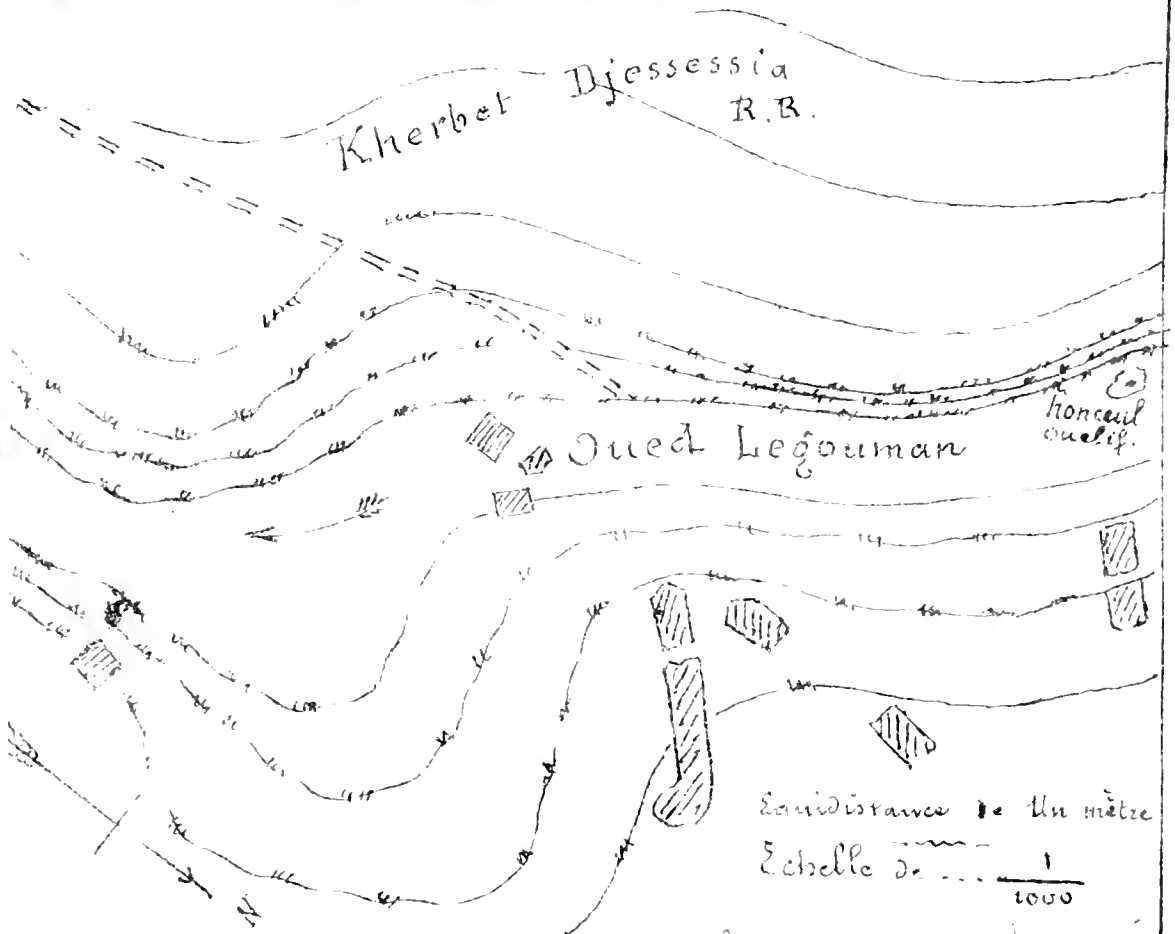 Kherbet Djessessia
R.R.
Oued Legouman
Equidistance de Un mètre
Echelle de .... 1
1000
N